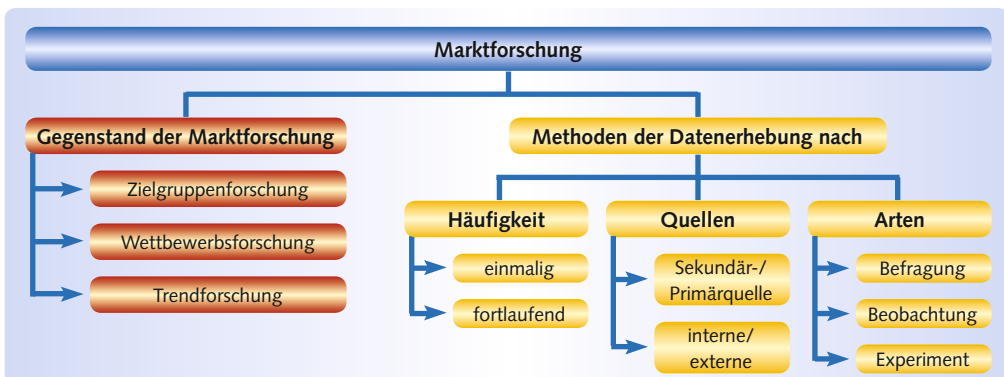 Marktforschung
Gegenstand der Marktforschung
Zielgruppenforschung
Wettbewerbsforschung
Trendforschung
Methoden der Datenerhebung nach
Häufigkeit
einmalig
fortlaufend
Quellen
Sekundär-/
Primärquelle
interne/
externe
Arten
Befragung
Beobachtung
Experiment